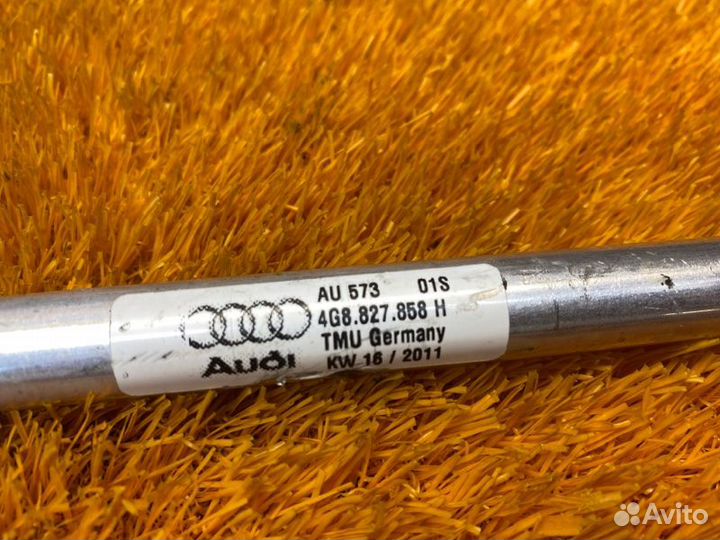 AU 573 01S
4G8.827.858 H
TMU Germany
Audi
KW 16 / 2011
Avito